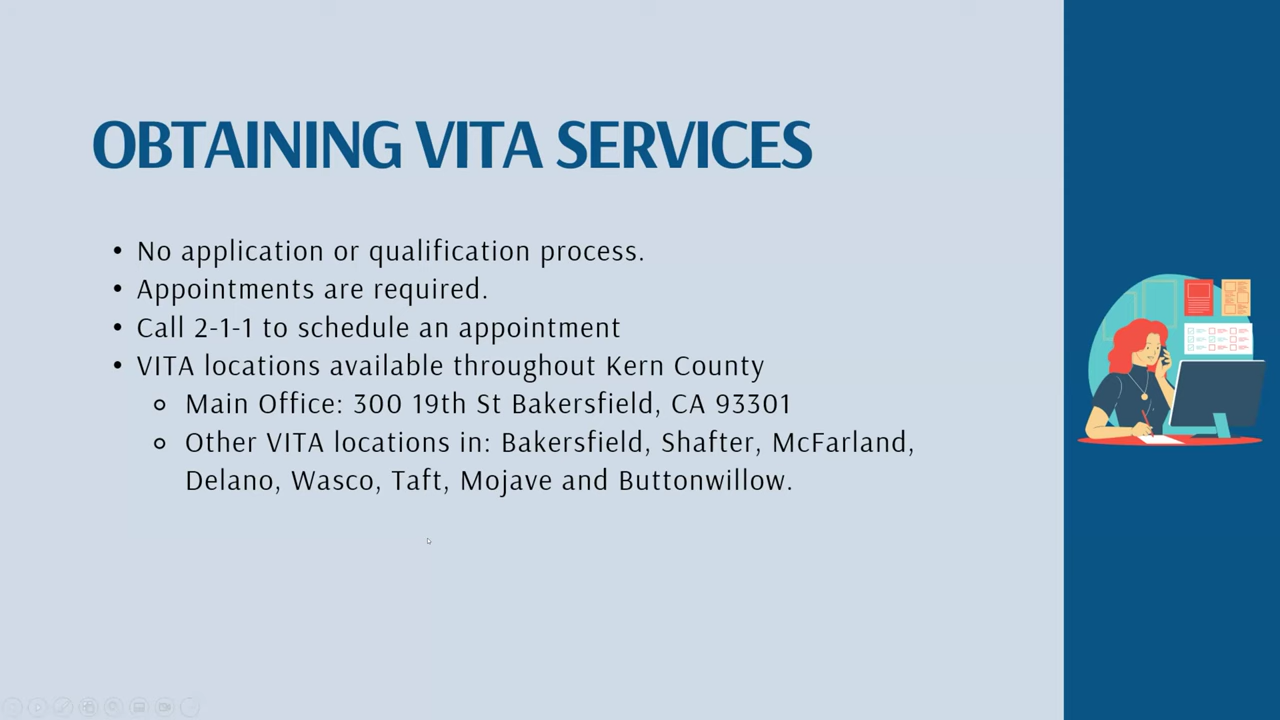 OBTAINING VITA SERVICES
• No application or qualification process.
• Appointments are required.
• Call 2-1-1 to schedule an appointment
• VITA locations available throughout Kern County
○ Main Office: 300 19th St Bakersfield, CA 93301
○ Other VITA locations in: Bakersfield, Shafter, McFarland,
Delano, Wasco, Taft, Mojave and Buttonwillow.